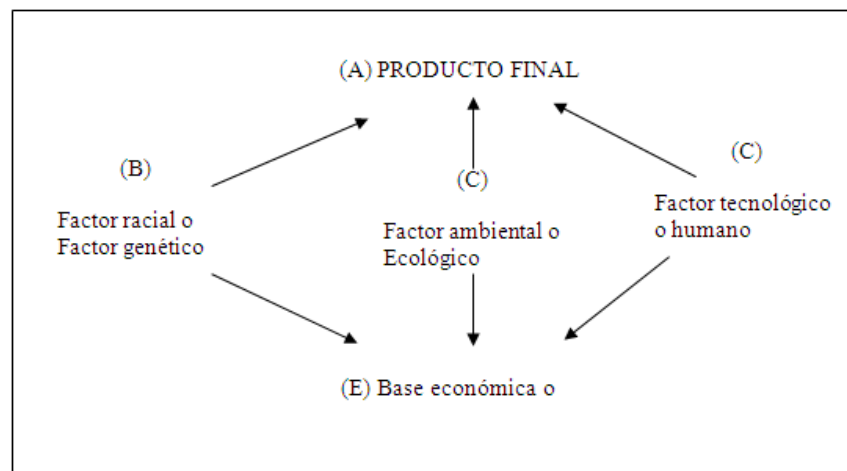 (A) PRODUCTO FINAL
(B)
Factor racial o
Factor genético
(C)
Factor ambiental o
Ecológico
(C)
Factor tecnológico
o humano
(E) Base económica o